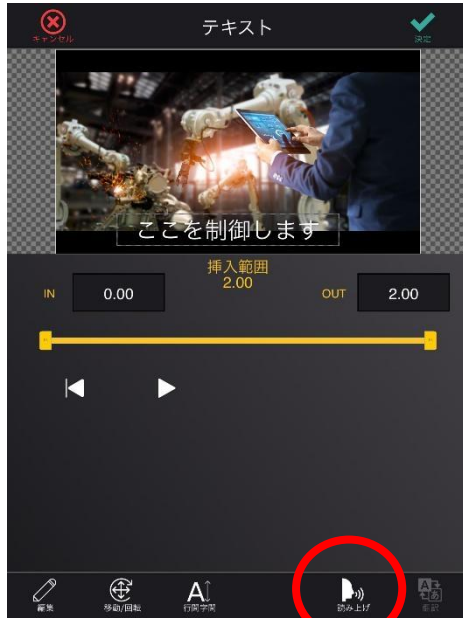 キャンセル
テキスト
決定
ここを制御します
挿入範囲
2.00
IN
0.00
OUT
2.00
編集
移動/回転
行間字間
読み上げ
翻訳